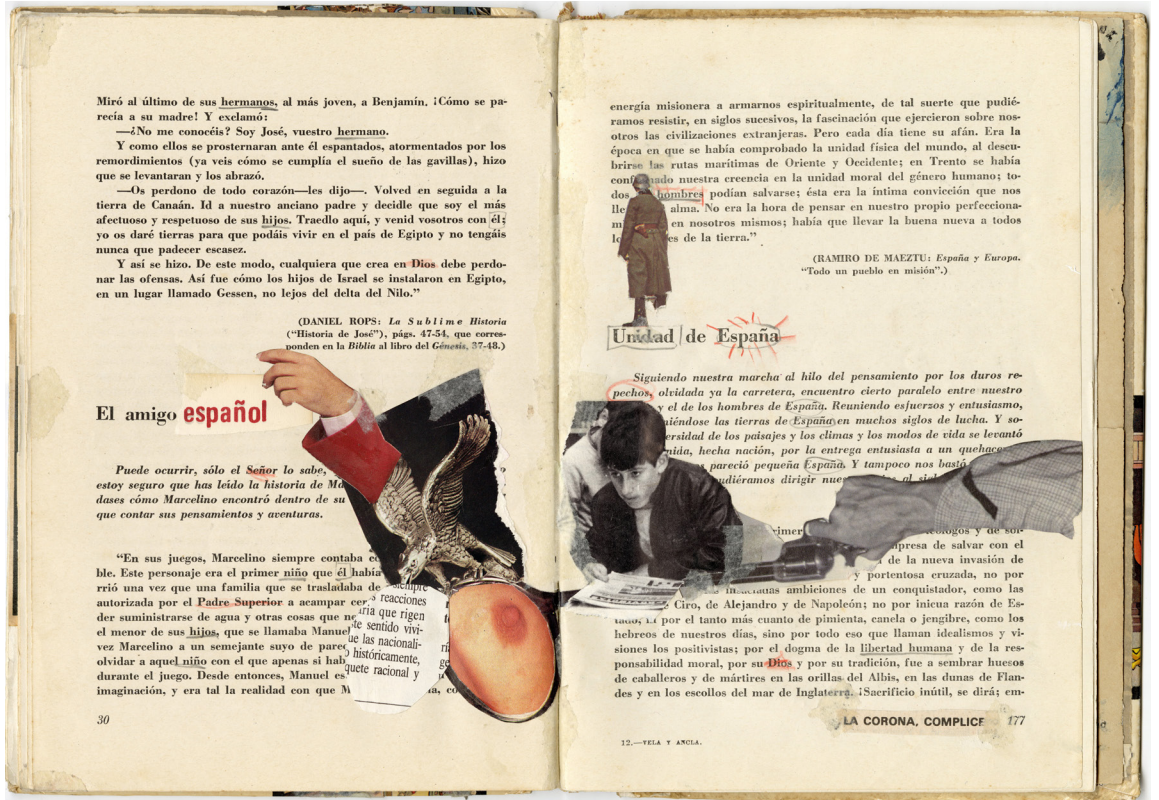 Miró al último de sus hermanos, al más joven, a Benjamín. ¡Cómo se pa-
recía a su madre! Y exclamó:
—¿No me conocéis? Soy José, vuestro hermano.
Y como ellos se prosternaran ante él espantados, atormentados por los
remordimientos (ya veis cómo se cumplía el sueño de las gavillas), hizo
que se levantaran y los abrazó.
—Os perdono de todo corazón—les dijo—. Volved en seguida a la
tierra de Canaán. Id a nuestro anciano padre y decidle que soy el más
afectuoso y respetuoso de sus hijos. Traedlo aquí, y venid vosotros con él;
yo os daré tierras para que podáis vivir en el país de Egipto y no tengáis
nunca que padecer escasez.
Y así se hizo. De este modo, cualquiera que crea en Dios debe perdo-
nar las ofensas. Así fue cómo los hijos de Israel se instalaron en Egipto,
en un lugar llamado Gessen, no lejos del delta del Nilo.”
(DANIEL ROPS: La Sublime Historia
(“Historia de José”), págs. 47-54, que corres-
ponden en la Biblia al libro del Génesis, 37-48.)
El amigo español
Puede ocurrir, sólo el Señor lo sabe,
estoy seguro que has leído la historia de Ma
dases cómo Marcelino encontró dentro de su
que contar sus pensamientos y aventuras.
“En sus juegos, Marcelino siempre contaba
ble. Este personaje era el primer niño que él había
rrió una vez que una familia que se trasladaba de
autorizada por el Padre Superior a acampar cer
der suministrarse de agua y otras cosas que ne
el menor de sus hijos, que se llamaba Manuel
vez Marcelino a un semejante suyo de parec
olvidar a aquel niño con el que apenas si hab
durante el juego. Desde entonces, Manuel es
imaginación, y era tal la realidad con que M
siempre
s reacciones
aria que rigen
te sentido vivi-
ue las nacionali-
o históricamente,
quete racional y
30
energía misionera a armarnos espiritualmente, de tal suerte que pudié-
ramos resistir, en siglos sucesivos, la fascinación que ejercieron sobre nos-
otros las civilizaciones extranjeras. Pero cada día tiene su afán. Era la
época en que se había comprobado la unidad física del mundo, al descu-
brirse las rutas marítimas de Oriente y Occidente; en Trento se había
conf mado nuestra creencia en la unidad moral del género humano; to-
dos hombres podían salvarse; ésta era la íntima convicción que nos
lle alma. No era la hora de pensar en nuestro propio perfecciona-
m en nosotros mismos; había que llevar la buena nueva a todos
lo es de la tierra.”
(RAMIRO DE MAEZTU: España y Europa.
“Todo un pueblo en misión”.)
Unidad de España
Siguiendo nuestra marcha al hilo del pensamiento por los duros re-
pechos, olvidada ya la carretera, encuentro cierto paralelo entre nuestro
y el de los hombres de España. Reuniendo esfuerzos y entusiasmo,
niéndose las tierras de España en muchos siglos de lucha. Y so-
ersidad de los paisajes y los climas y los modos de vida se levantó
nida, hecha nación, por la entrega entusiasta a un quehacer
s pareció pequeña España. Y tampoco nos bastó
udiéramos dirigir nues al sigl
rimer ólogos y de sol-
mpresa de salvar con el
de la nueva invasión de
y portentosa cruzada, no por
ambiciones de un conquistador, como las
e Ciro, de Alejandro y de Napoleón; no por inicua razón de Es-
tado, ni por el tanto más cuanto de pimienta, canela o jengibre, como los
hebreos de nuestros días, sino por todo eso que llaman idealismos y vi-
siones los positivistas; por el dogma de la libertad humana y de la res-
ponsabilidad moral, por su Dios y por su tradición, fue a sembrar huesos
de caballeros y de mártires en las orillas del Albis, en las dunas de Flan-
des y en los escollos del mar de Inglaterra. ¡Sacrificio inútil, se dirá; em-
LA CORONA, COMPLICE 177
12.—VELA Y ANCLA.